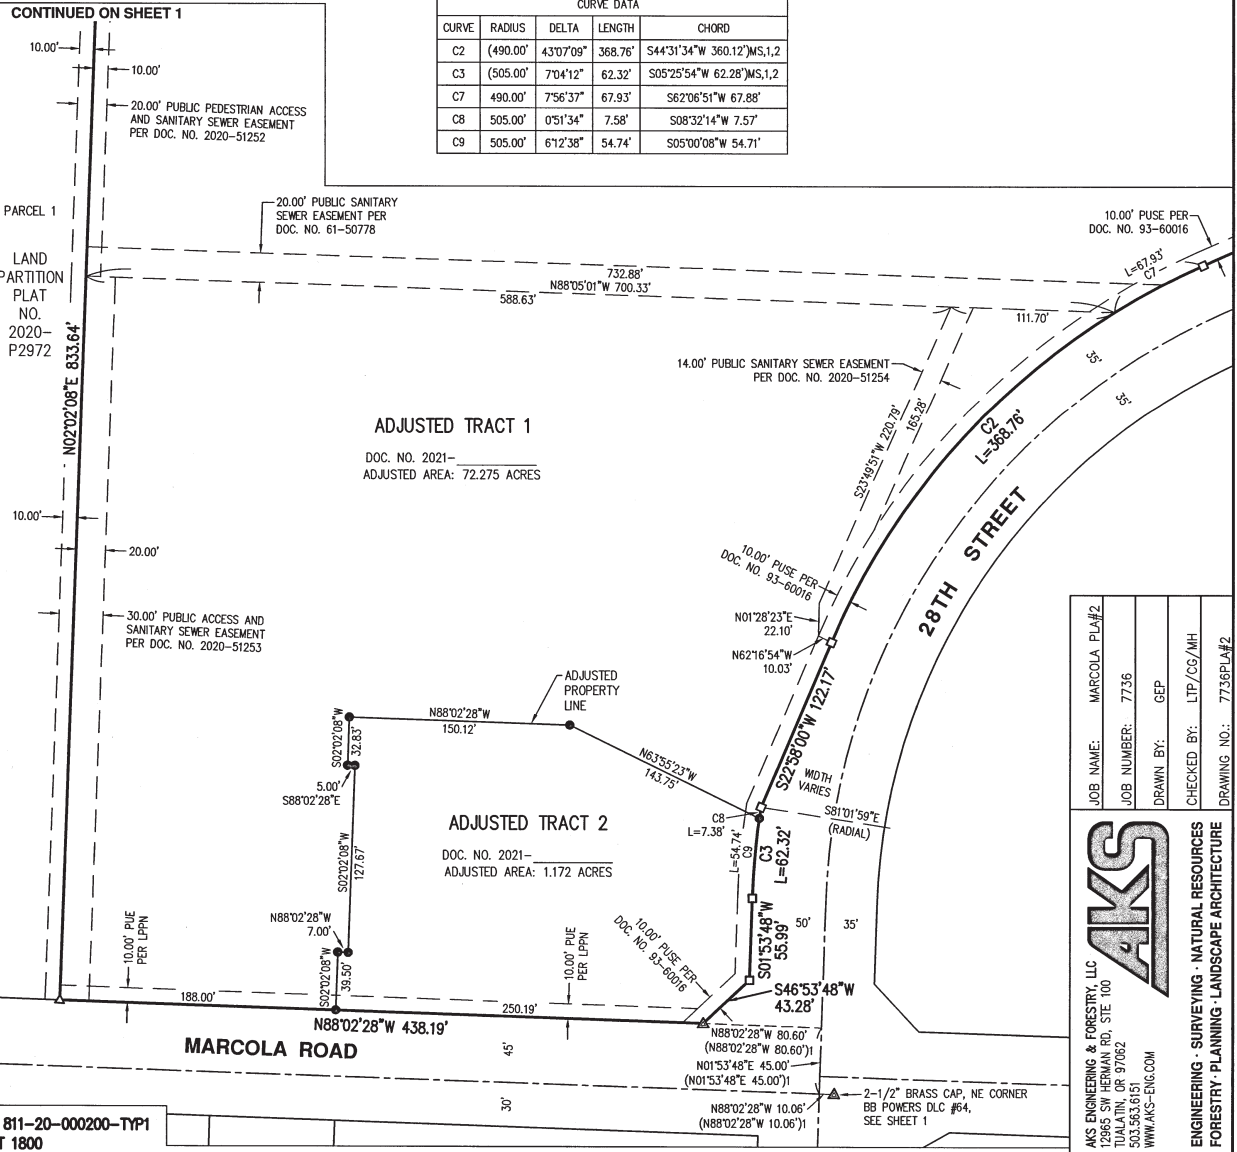 CONTINUED ON SHEET 1
10.00'
10.00'
20.00' PUBLIC PEDESTRIAN ACCESS
AND SANITARY SEWER EASEMENT
PER DOC. NO. 2020-51252
CURVE DATA
CURVE RADIUS DELTA LENGTH CHORD
C2 (490.00' 43°07'09" 368.76' S44°31'34"W 360.12')MS,1,2
C3 (505.00' 7°04'12" 62.32' S05°25'54"W 62.28')MS,1,2
C7 490.00' 7°56'37" 67.93' S62°06'51"W 67.88'
C8 505.00' 0°51'34" 7.58' S08°32'14"W 7.57'
C9 505.00' 6°12'38" 54.74' S05°00'08"W 54.71'
PARCEL 1
LAND
PARTITION
PLAT
NO.
2020-
P2972
20.00' PUBLIC SANITARY
SEWER EASEMENT PER
DOC. NO. 61-50778
10.00' PUSE PER
DOC. NO. 93-60016
L=67.93'
C7
732.88'
N88°05'01"W 700.33'
588.63'
111.70'
N02°02'08"E 833.64'
14.00' PUBLIC SANITARY SEWER EASEMENT
PER DOC. NO. 2020-51254
S23°49'51"W 220.79'
165.28'
35'
35'
C2
L=368.76'
ADJUSTED TRACT 1
DOC. NO. 2021-
ADJUSTED AREA: 72.275 ACRES
28TH STREET
10.00'
20.00'
30.00' PUBLIC ACCESS AND
SANITARY SEWER EASEMENT
PER DOC. NO. 2020-51253
10.00' PUSE PER
DOC. NO. 93-60016
N01°28'23"E
22.10'
N62°16'54"W
10.03'
S22°58'00"W 122.17'
WIDTH
VARIES
ADJUSTED
PROPERTY
LINE
N88°02'28"W
150.12'
N63°55'23"W
143.75'
S02°02'08"W
32.83'
5.00'
S88°02'28"E
S02°02'08"W
127.67'
C8
L=7.38'
S81°01'59"E
(RADIAL)
L=54.74'
C9
C3
L=62.32'
ADJUSTED TRACT 2
DOC. NO. 2021-
ADJUSTED AREA: 1.172 ACRES
N88°02'28"W
7.00'
S02°02'08"W
39.50'
10.00' PUE
PER LPPN
10.00' PUE
PER LPPN
10.00' PUSE PER
DOC. NO. 93-60016
S01°53'48"W
55.99'
50'
35'
S46°53'48"W
43.28'
188.00'
250.19'
N88°02'28"W 438.19'
MARCOLA ROAD
45'
30'
N88°02'28"W 80.60'
(N88°02'28"W 80.60')1
N01°53'48"E 45.00'
(N01°53'48"E 45.00')1
N88°02'28"W 10.06'
(N88°02'28"W 10.06')1
2-1/2" BRASS CAP, NE CORNER
BB POWERS DLC #64,
SEE SHEET 1
811-20-000200-TYP1
T 1800
JOB NAME: MARCOLA PLA#2
JOB NUMBER: 7736
DRAWN BY: GEP
CHECKED BY: LTP/CG/MH
DRAWING NO.: 7736PLA#2
AKS
AKS ENGINEERING & FORESTRY, LLC
12965 SW HERMAN RD, STE 100
TUALATIN, OR 97062
503.563.6151
WWW.AKS-ENG.COM
ENGINEERING · SURVEYING · NATURAL RESOURCES
FORESTRY · PLANNING · LANDSCAPE ARCHITECTURE